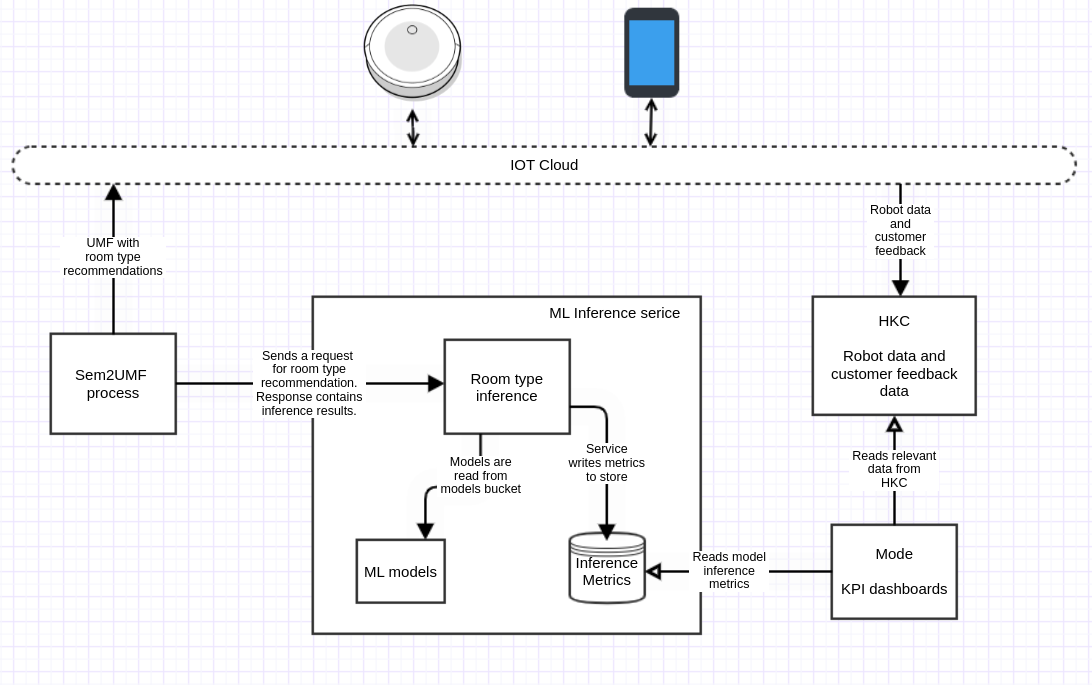 IOT Cloud
UMF with
room type
recommendations
Robot data
and
customer
feedback
ML Inference serice
HKC
Robot data and
customer feedback
data
Sem2UMF
process
Sends a request
for room type
recommendation.
Response contains
inference results.
Room type
inference
Models are
read from
models bucket
Service
writes metrics
to store
Reads relevant
data from
HKC
ML models
Inference
Metrics
Reads model
inference
metrics
Mode
KPI dashboards